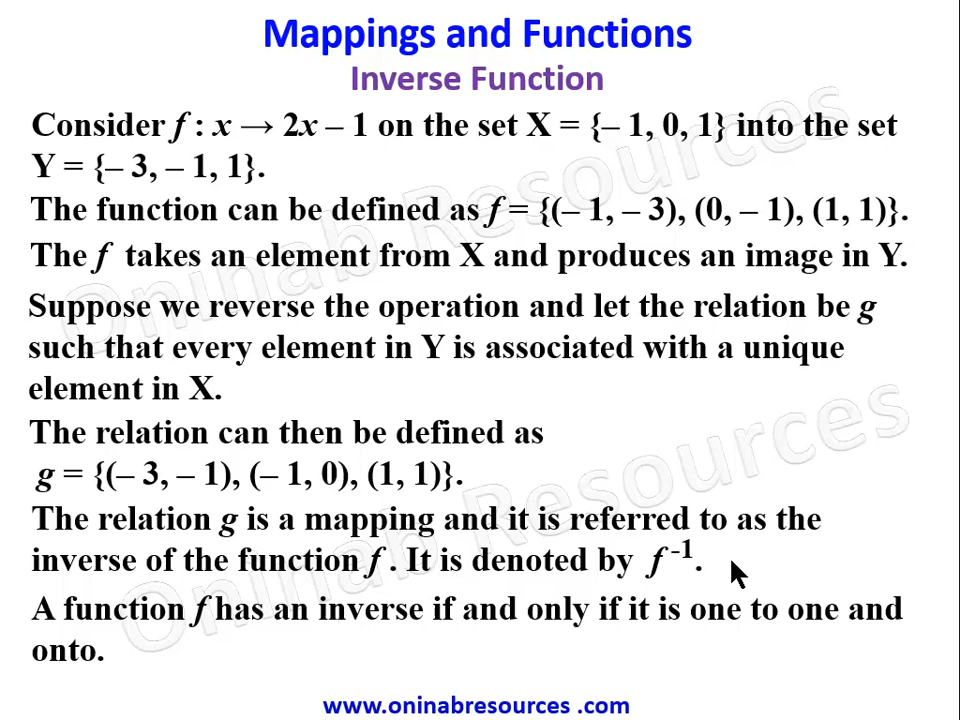 Mappings and Functions
Inverse Function
Consider f : x → 2x – 1 on the set X = {– 1, 0, 1} into the set
Y = {– 3, – 1, 1}.
The function can be defined as f = {(– 1, – 3), (0, – 1), (1, 1)}.
The f takes an element from X and produces an image in Y.
Suppose we reverse the operation and let the relation be g
such that every element in Y is associated with a unique
element in X.
The relation can then be defined as
g = {(– 3, – 1), (– 1, 0), (1, 1)}.
The relation g is a mapping and it is referred to as the
inverse of the function f . It is denoted by f ⁻¹.
A function f has an inverse if and only if it is one to one and
onto.
www.oninabresources .com
Oninab Resources
Oninab Resources